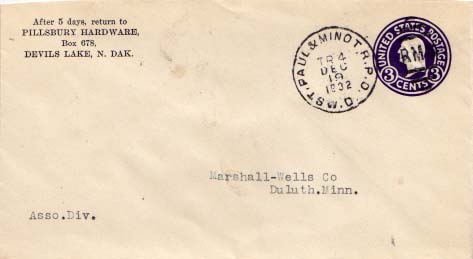 After 5 days, return to
PILLSBURY HARDWARE,
Box 678,
DEVILS LAKE, N. DAK.
ST. PAUL & MINOT R.P.O. W.D.
TR 4
DEC
19
1932
UNITED STATES POSTAGE
3 CENTS 3
RM
Marshall-Wells Co
Duluth.Minn.
Asso.Div.